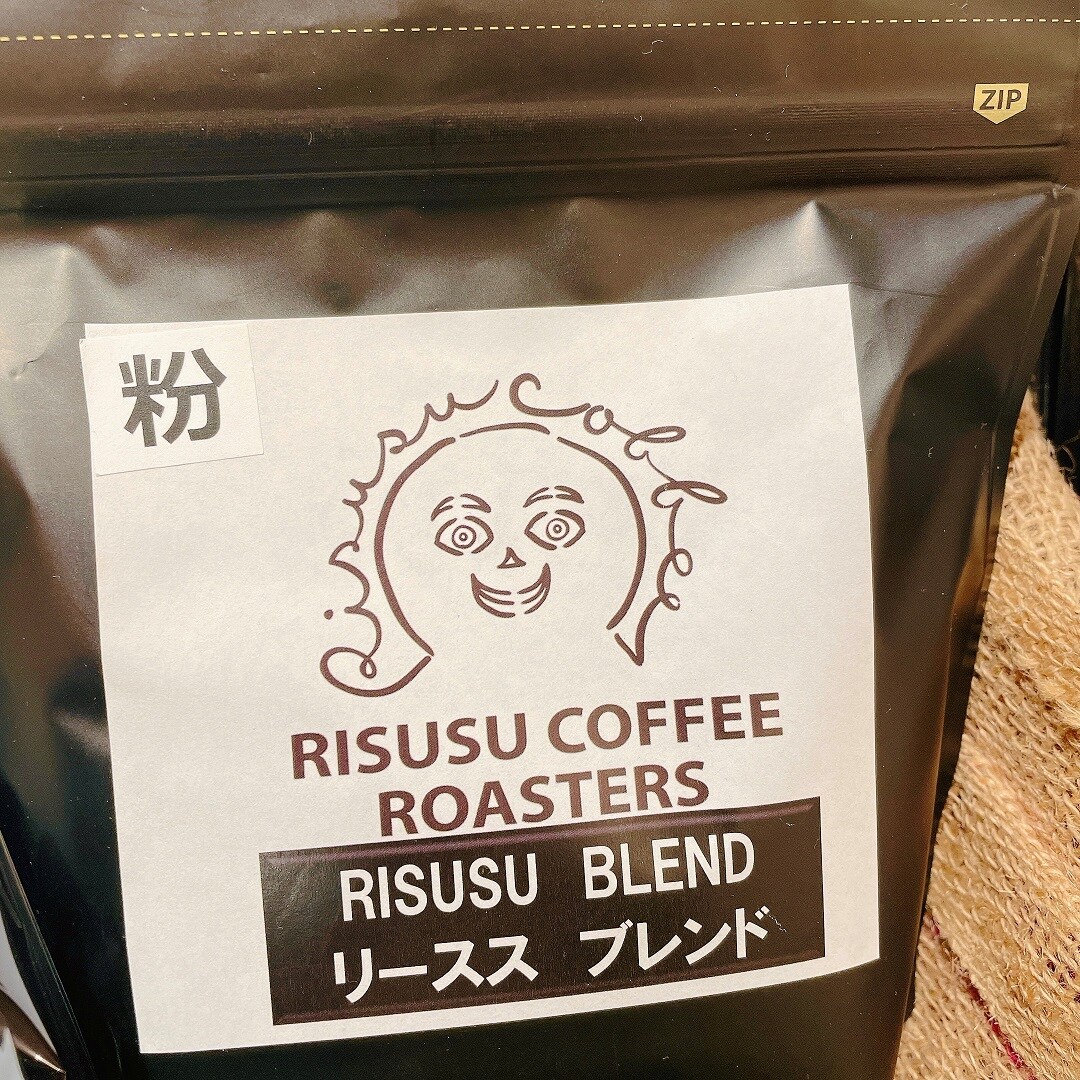 ZIP
粉
risusu Coffee
RISUSU COFFEE
ROASTERS
RISUSU BLEND
リースス ブレンド